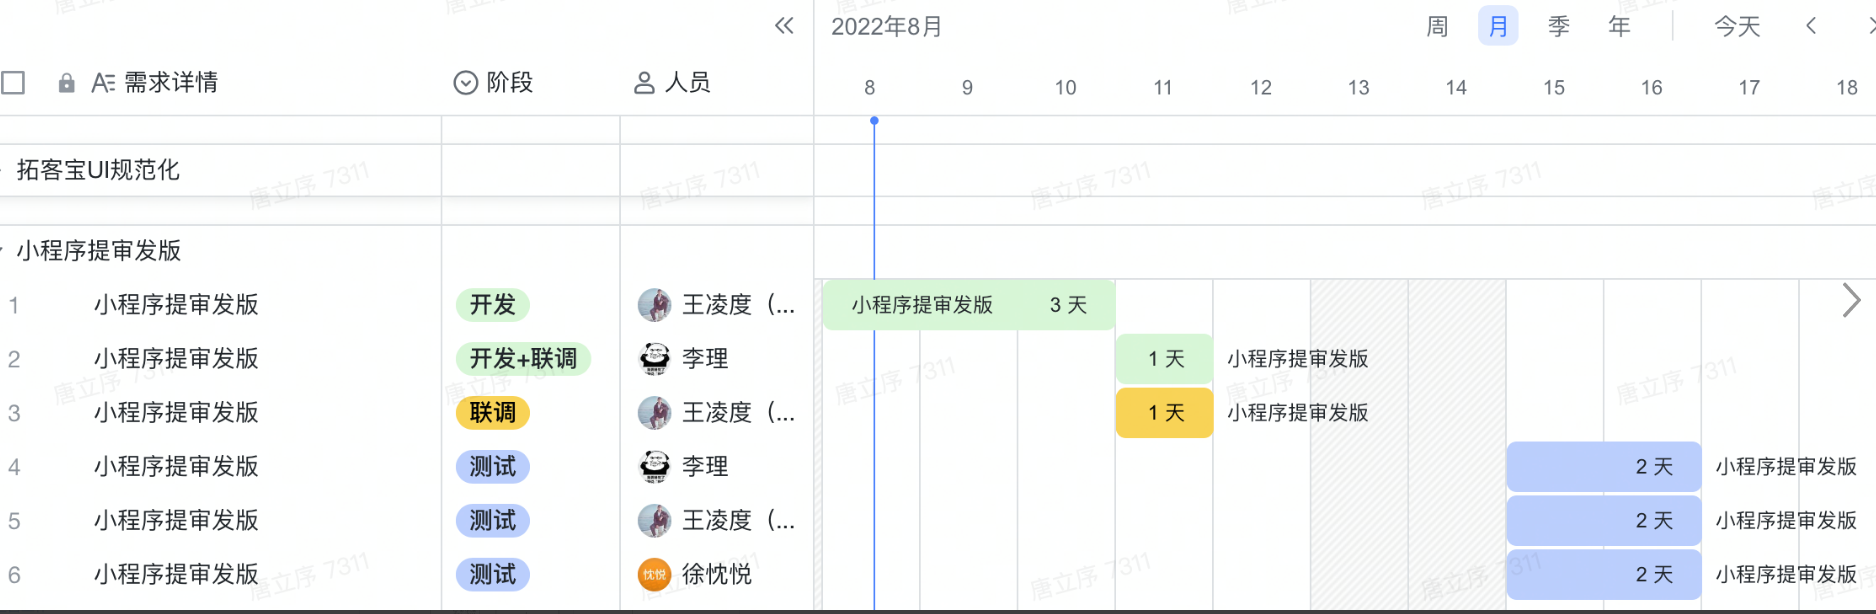 2022年8月 周 月 季 年 今天
需求详情 阶段 人员 8 9 10 11 12 13 14 15 16 17 18
拓客宝UI规范化
小程序提审发版
1 小程序提审发版 开发 王凌度（... 小程序提审发版 3 天
2 小程序提审发版 开发+联调 李理 1 天 小程序提审发版
3 小程序提审发版 联调 王凌度（... 1 天 小程序提审发版
4 小程序提审发版 测试 李理 2 天 小程序提审发版
5 小程序提审发版 测试 王凌度（... 2 天 小程序提审发版
6 小程序提审发版 测试 忱悦 徐忱悦 2 天 小程序提审发版
唐立序 7311